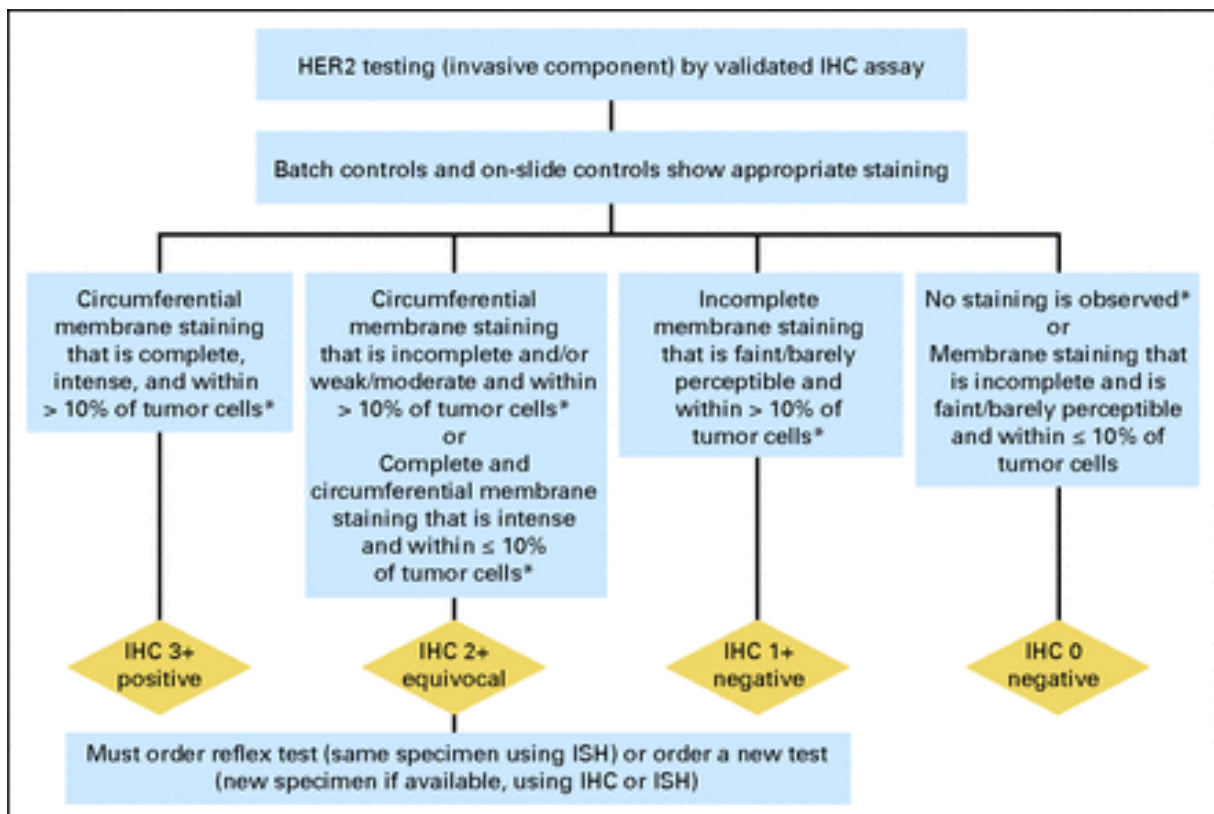 HER2 testing (invasive component) by validated IHC assay
Batch controls and on-slide controls show appropriate staining
Circumferential
membrane staining
that is complete,
intense, and within
> 10% of tumor cells*
Circumferential
membrane staining
that is incomplete and/or
weak/moderate and within
> 10% of tumor cells*
or
Complete and
circumferential membrane
staining that is intense
and within ≤ 10%
of tumor cells*
Incomplete
membrane staining
that is faint/barely
perceptible and
within > 10% of
tumor cells*
No staining is observed*
or
Membrane staining that
is incomplete and is
faint/barely perceptible
and within ≤ 10% of
tumor cells
IHC 3+
positive
IHC 2+
equivocal
IHC 1+
negative
IHC 0
negative
Must order reflex test (same specimen using ISH) or order a new test
(new specimen if available, using IHC or ISH)